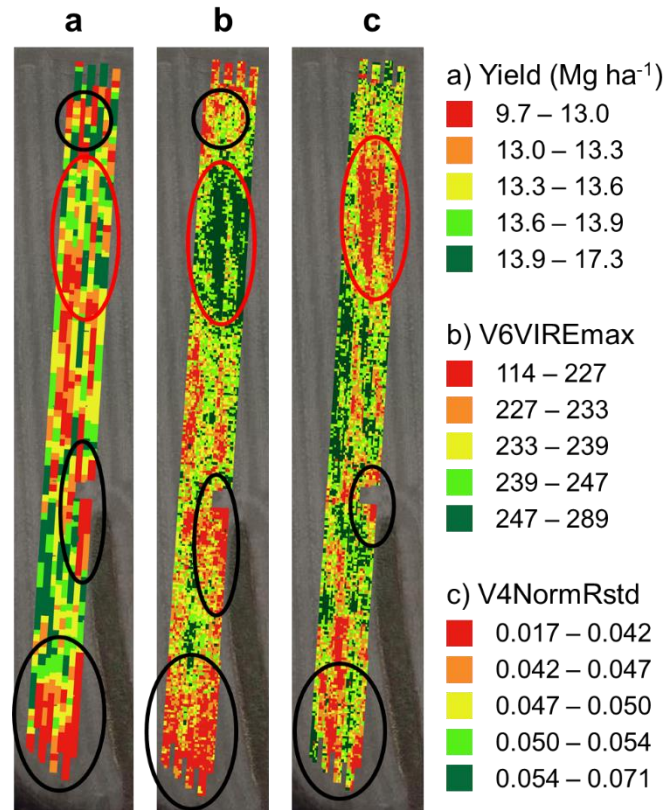 a b c
a) Yield (Mg ha⁻¹)
9.7 – 13.0
13.0 – 13.3
13.3 – 13.6
13.6 – 13.9
13.9 – 17.3
b) V6VIREmax
114 – 227
227 – 233
233 – 239
239 – 247
247 – 289
c) V4NormRstd
0.017 – 0.042
0.042 – 0.047
0.047 – 0.050
0.050 – 0.054
0.054 – 0.071